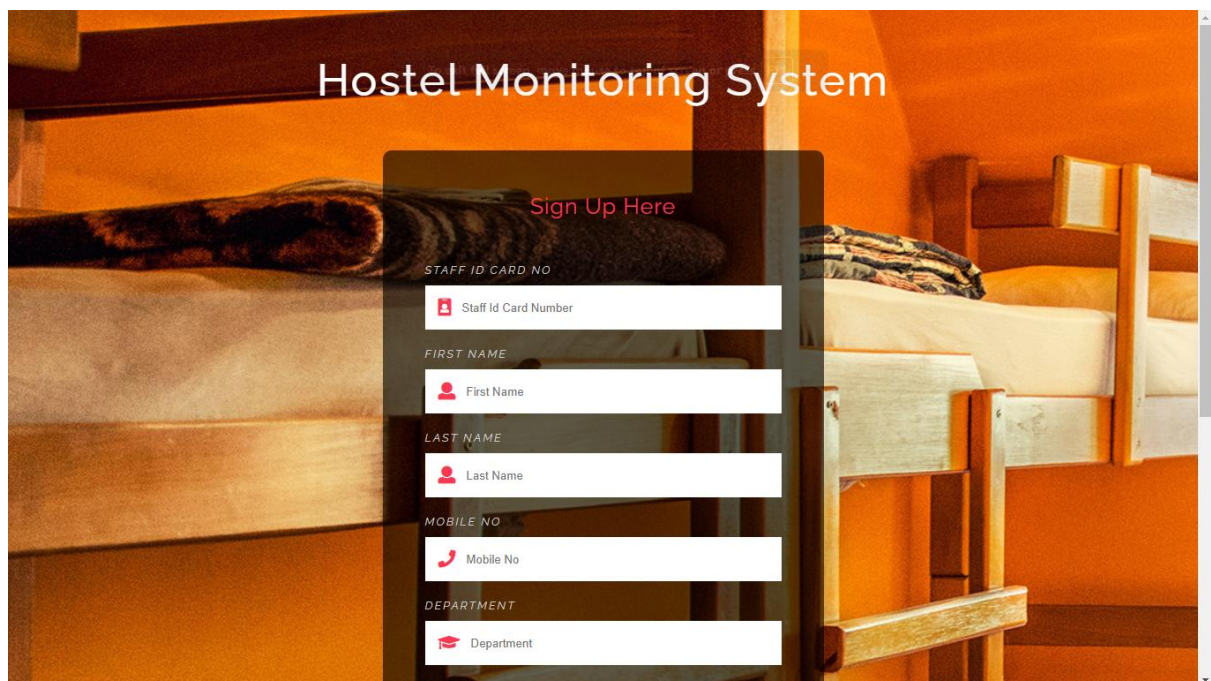 Hostel Monitoring System
Sign Up Here
STAFF ID CARD NO
Staff Id Card Number
FIRST NAME
First Name
LAST NAME
Last Name
MOBILE NO
Mobile No
DEPARTMENT
Department